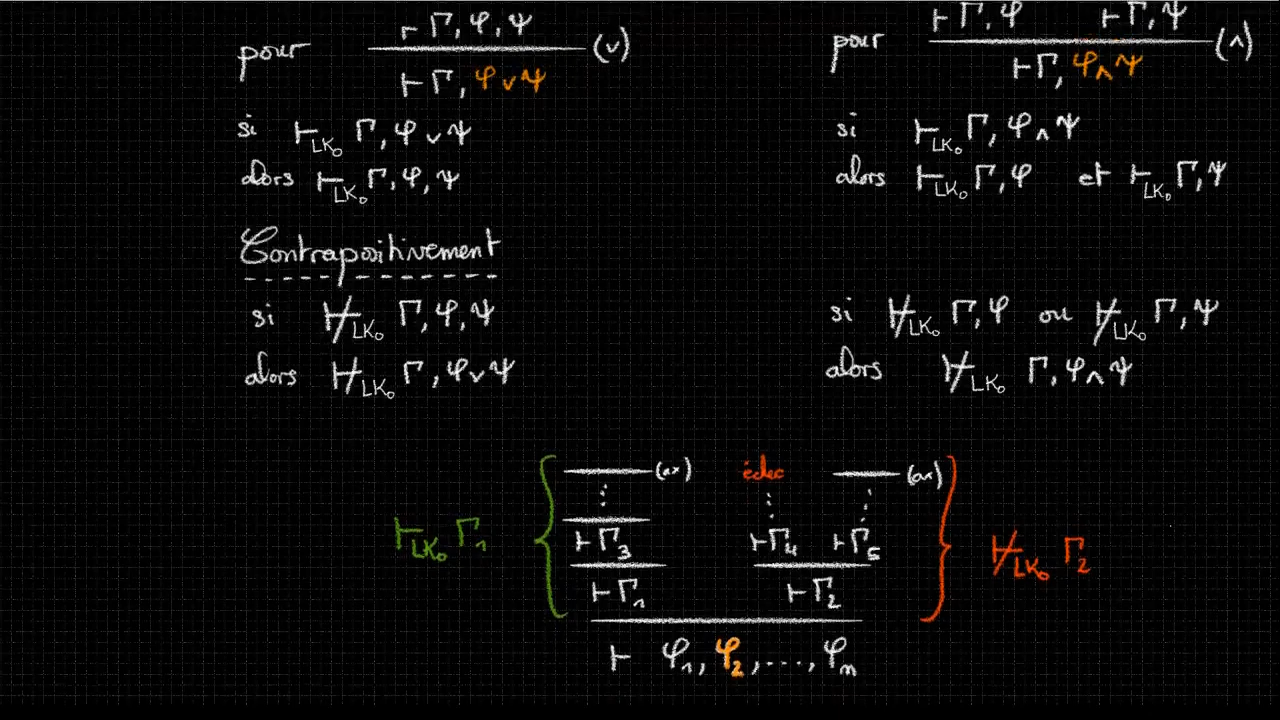 pour ⊢ Γ, φ, ψ (∨)
⊢ Γ, φ ∨ ψ
si ⊢LK₀ Γ, φ ∨ ψ
alors ⊢LK₀ Γ, φ, ψ
pour ⊢ Γ, φ ⊢ Γ, ψ (∧)
⊢ Γ, φ ∧ ψ
si ⊢LK₀ Γ, φ ∧ ψ
alors ⊢LK₀ Γ, φ et ⊢LK₀ Γ, ψ
Contrapositivement
si ⊬LK₀ Γ, φ, ψ
alors ⊬LK₀ Γ, φ ∨ ψ
si ⊬LK₀ Γ, φ ou ⊬LK₀ Γ, ψ
alors ⊬LK₀ Γ, φ ∧ ψ
(ax) échec (ax)
⊢ Γ₃ ⊢ Γ₄ ⊢ Γ₅
⊢LK₀ Γ₁ ⊬LK₀ Γ₂
⊢ Γ₁ ⊢ Γ₂
⊢ φ₁, φ₂, ..., φₙ